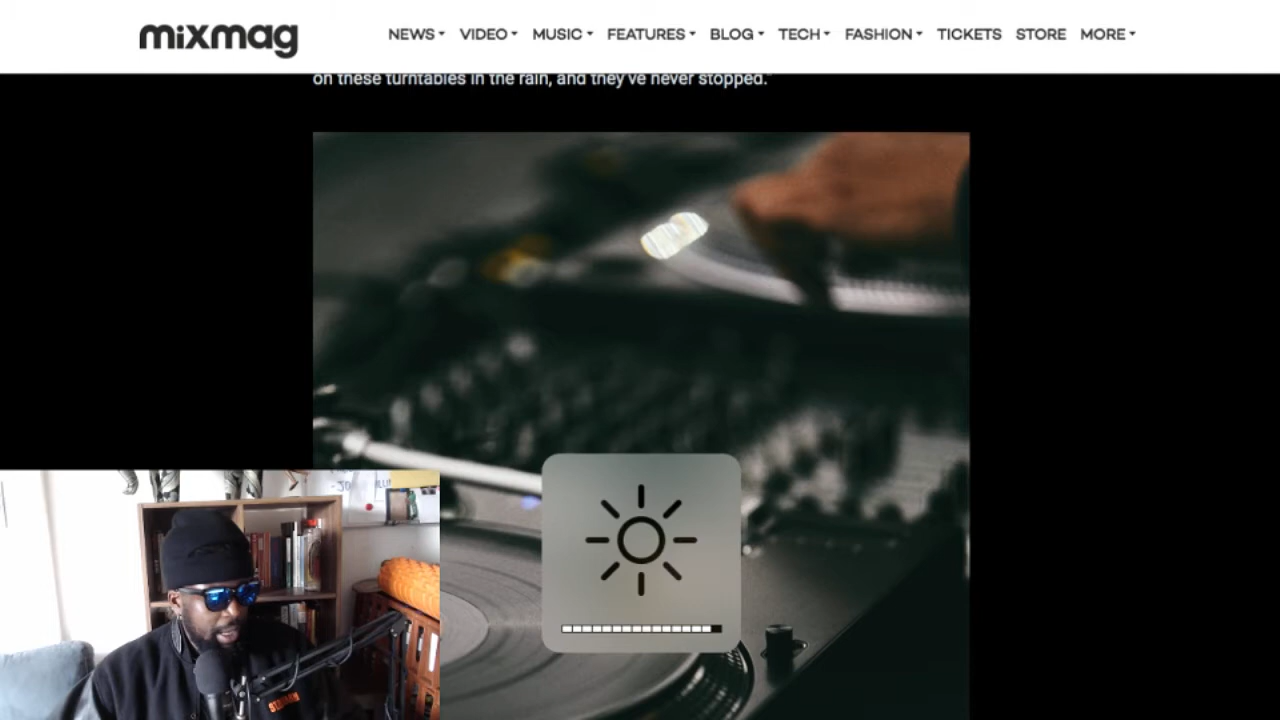 mixmag
NEWS VIDEO MUSIC FEATURES BLOG TECH FASHION TICKETS STORE MORE
on these turntables in the rain, and they've never stopped."